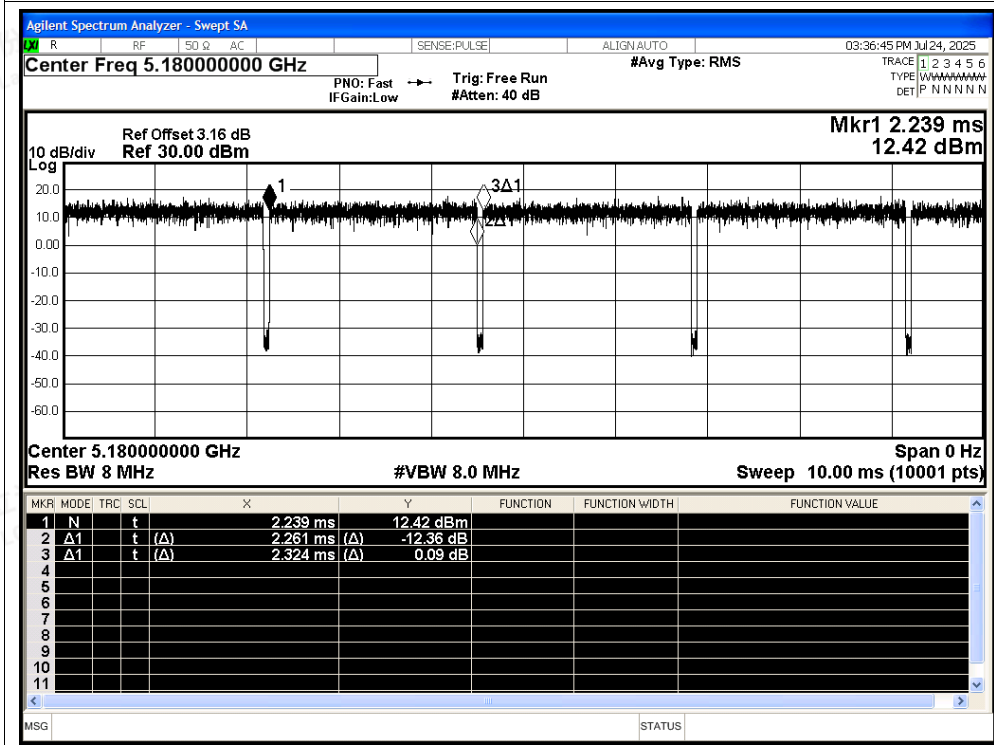 Agilent Spectrum Analyzer - Swept SA
LXI R RF 50 Ω AC SENSE:PULSE ALIGN AUTO 03:36:45 PM Jul 24, 2025
Center Freq 5.180000000 GHz #Avg Type: RMS TRACE 1 2 3 4 5 6
PNO: Fast Trig: Free Run TYPE WWWWWW
IFGain:Low #Atten: 40 dB DET P N N N N N
Mkr1 2.239 ms
Ref Offset 3.16 dB
10 dB/div Ref 30.00 dBm 12.42 dBm
Log
20.0
1
3Δ1
10.0
2Δ1
0.00
-10.0
-20.0
-30.0
-40.0
-50.0
-60.0
Center 5.180000000 GHz Span 0 Hz
Res BW 8 MHz #VBW 8.0 MHz Sweep 10.00 ms (10001 pts)
MKR MODE TRC SCL X Y FUNCTION FUNCTION WIDTH FUNCTION VALUE
1 N t 2.239 ms 12.42 dBm
2 Δ1 t (Δ) 2.261 ms (Δ) -12.36 dB
3 Δ1 t (Δ) 2.324 ms (Δ) 0.09 dB
4
5
6
7
8
9
10
11
MSG STATUS